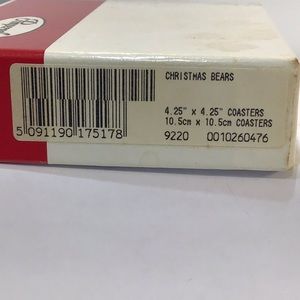 CHRISTMAS BEARS
4.25" x 4.25" COASTERS
10.5cm x 10.5cm COASTERS
5 091190 175178
9220 0010260476